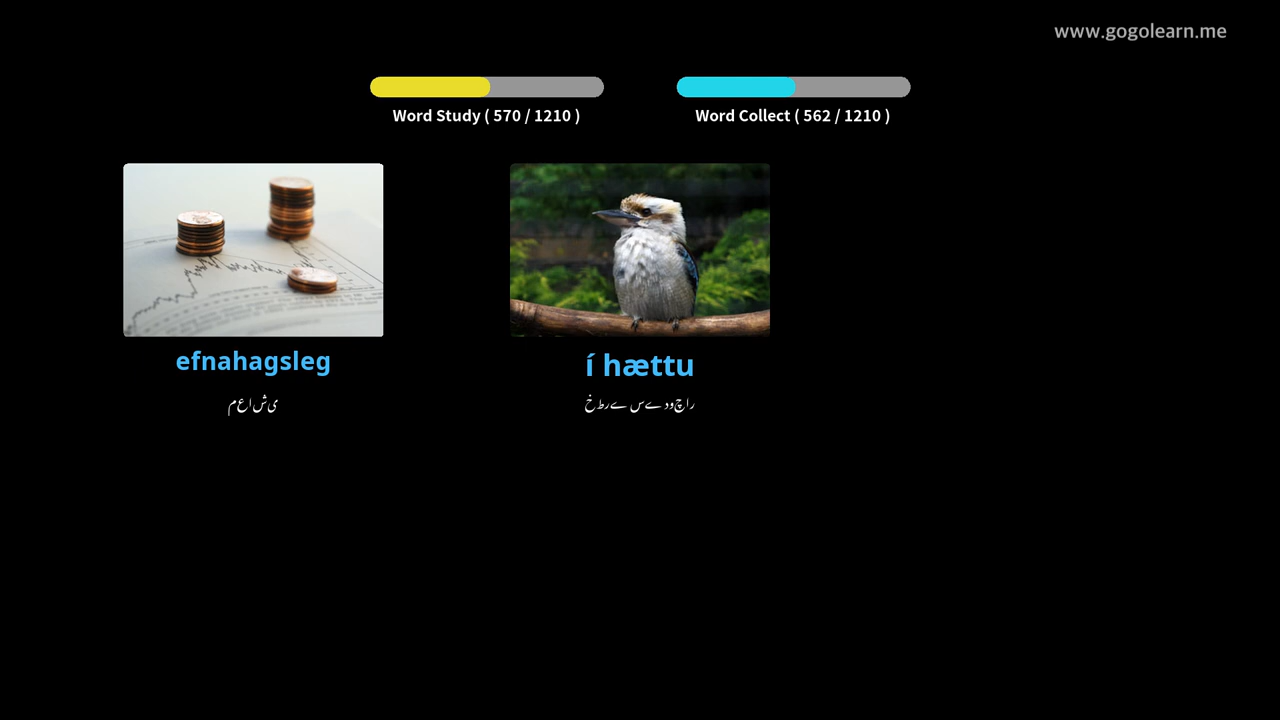 www.gogolearn.me
Word Study ( 570 / 1210 )
Word Collect ( 562 / 1210 )
efnahagsleg
معاشی
í hættu
خطرے سے دوچار